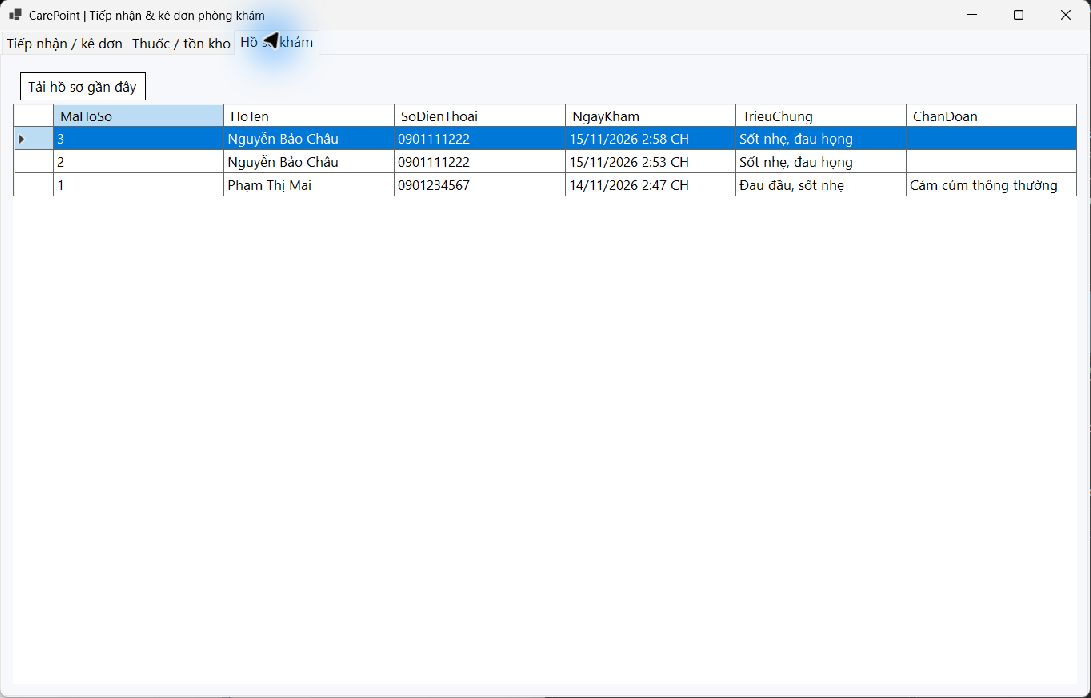 CarePoint | Tiếp nhận & kê đơn phòng khám
Tiếp nhận / kê đơn Thuốc / tồn kho Hồ sơ khám
Tải hồ sơ gần đây
MaHoSo HoTen SoDienThoai NgayKham TrieuChung ChanDoan
3 Nguyễn Bảo Châu 0901111222 15/11/2026 2:58 CH Sốt nhẹ, đau họng
2 Nguyễn Bảo Châu 0901111222 15/11/2026 2:53 CH Sốt nhẹ, đau họng
1 Phạm Thị Mai 0901234567 14/11/2026 2:47 CH Đau đầu, sốt nhẹ Cảm cúm thông thường